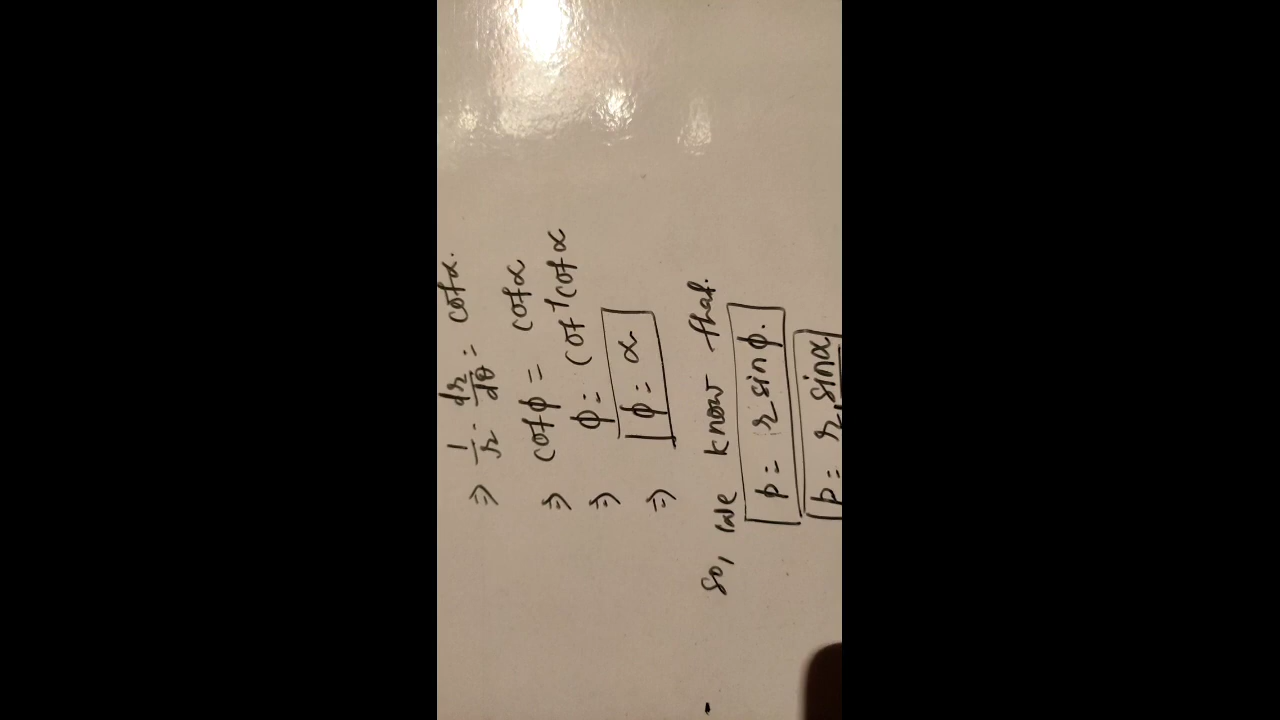 ⇒ 1/r · dr/dθ = cot α.
⇒ cot ϕ = cot α
⇒ ϕ = cot⁻¹ cot α
⇒ ϕ = α.
So, we know that.
p = r sin ϕ.
p = r sin α